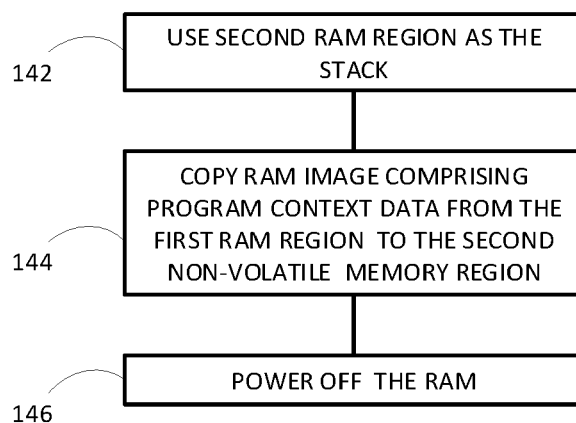 USE SECOND RAM REGION AS THE
STACK
142
COPY RAM IMAGE COMPRISING
PROGRAM CONTEXT DATA FROM THE
FIRST RAM REGION TO THE SECOND
NON-VOLATILE MEMORY REGION
144
POWER OFF THE RAM
146